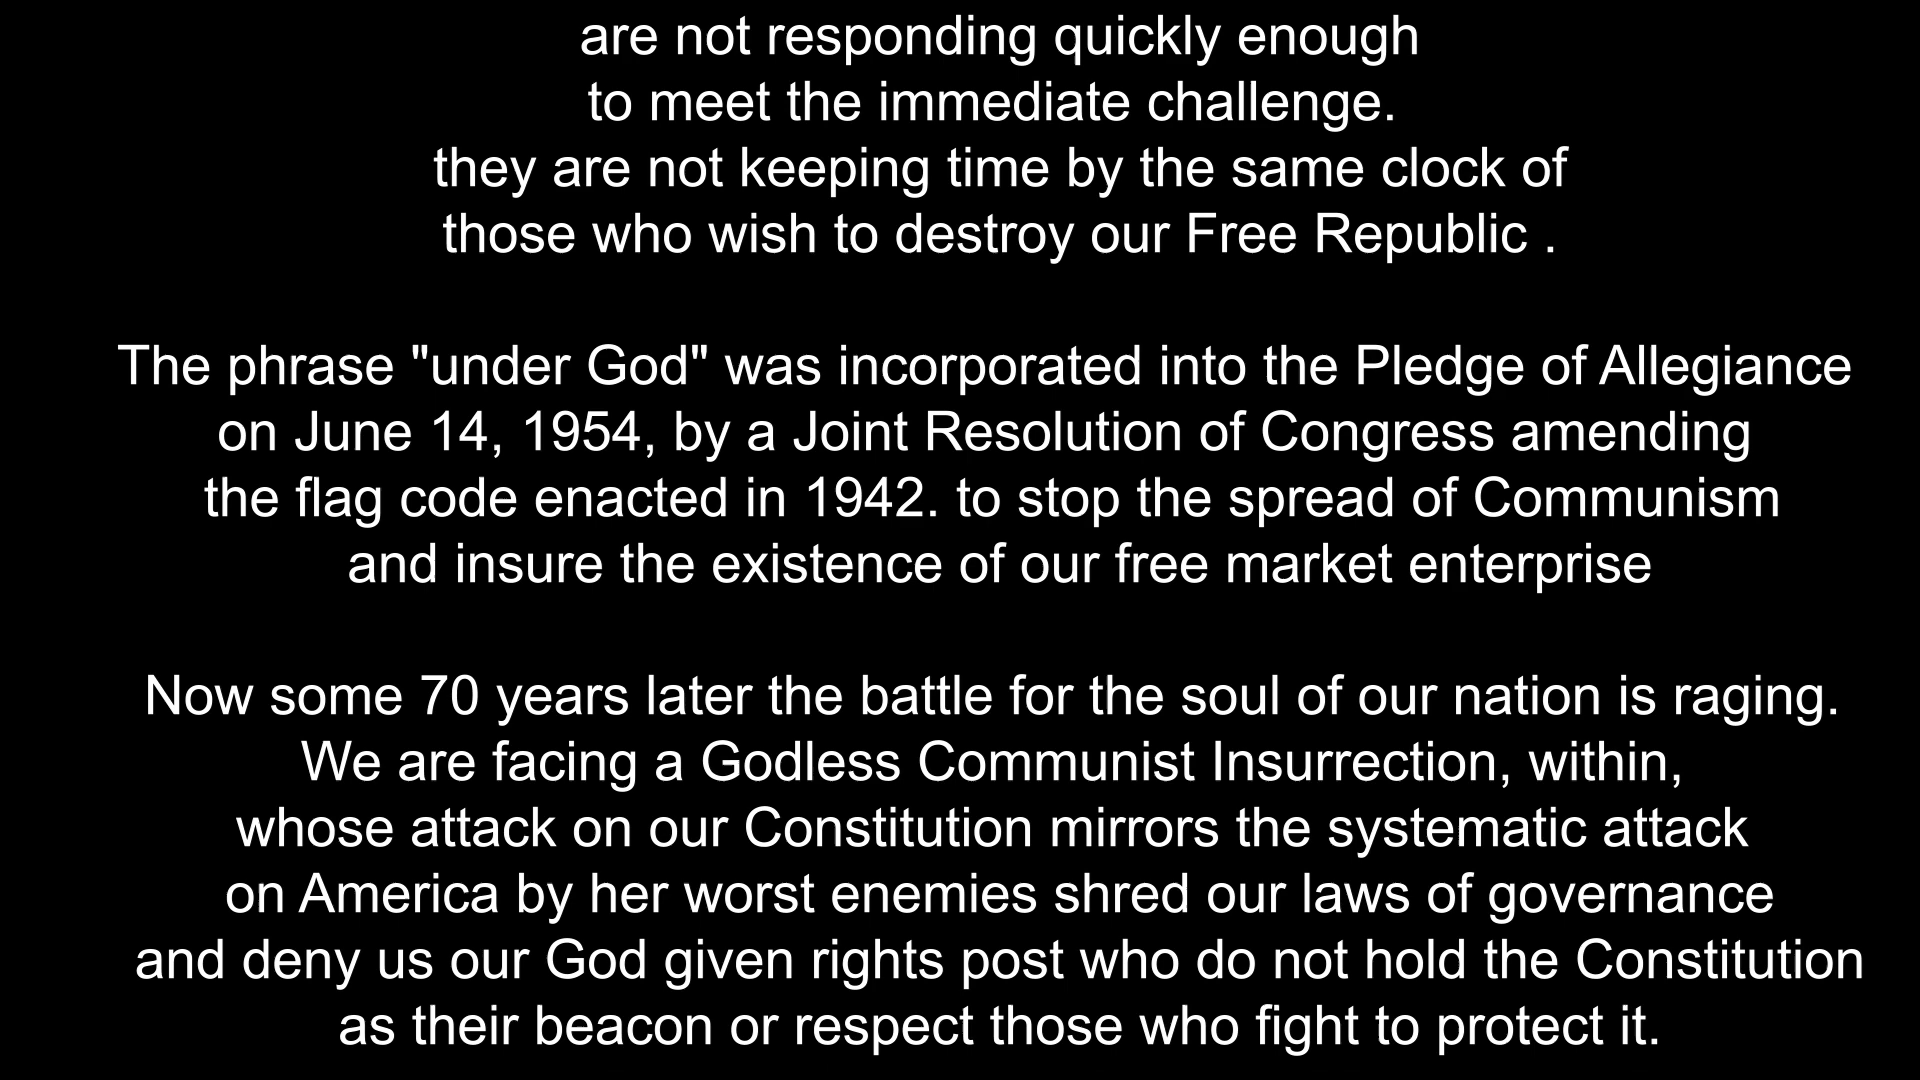 are not responding quickly enough
to meet the immediate challenge.
they are not keeping time by the same clock of
those who wish to destroy our Free Republic .
The phrase "under God" was incorporated into the Pledge of Allegiance
on June 14, 1954, by a Joint Resolution of Congress amending
the flag code enacted in 1942. to stop the spread of Communism
and insure the existence of our free market enterprise
Now some 70 years later the battle for the soul of our nation is raging.
We are facing a Godless Communist Insurrection, within,
whose attack on our Constitution mirrors the systematic attack
on America by her worst enemies shred our laws of governance
and deny us our God given rights post who do not hold the Constitution
as their beacon or respect those who fight to protect it.